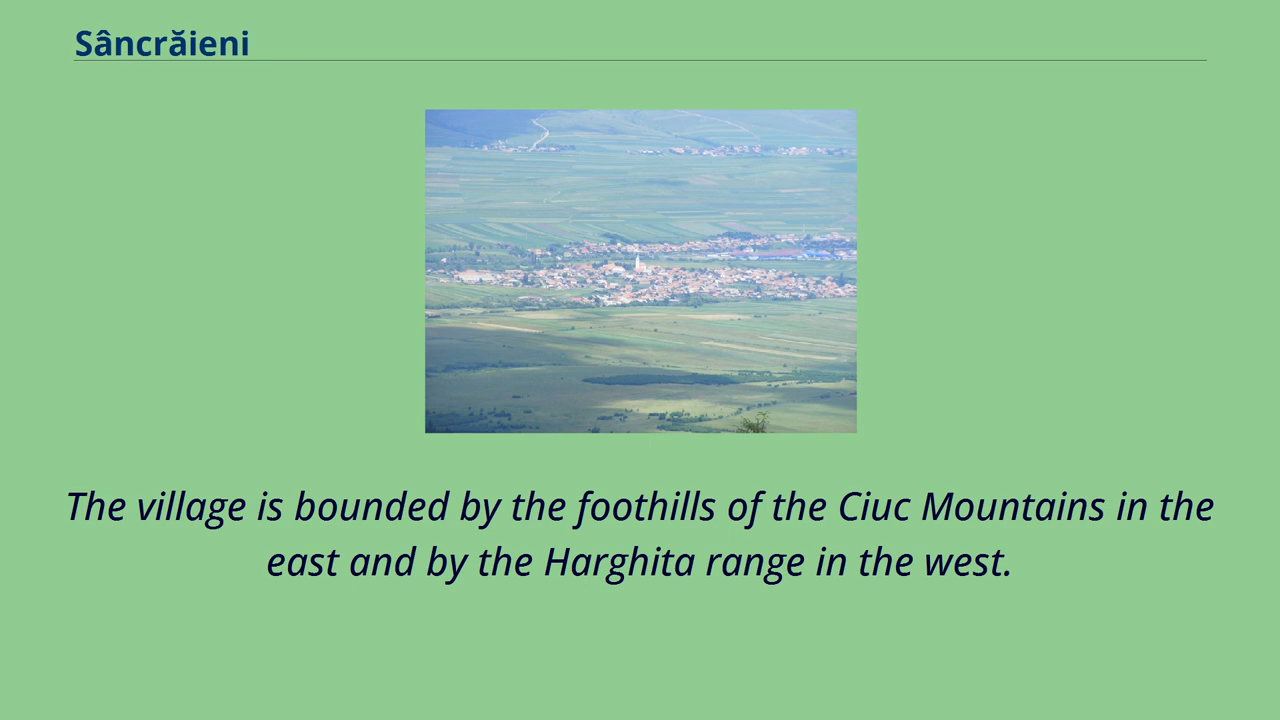 Sâncrăieni
The village is bounded by the foothills of the Ciuc Mountains in the
east and by the Harghita range in the west.